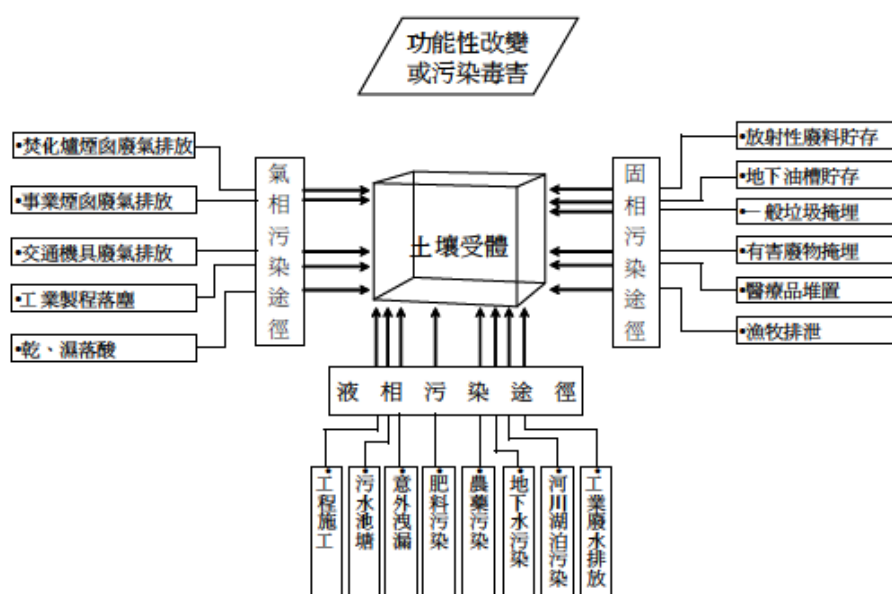 功能性改變
或污染毒害
•焚化爐煙囪廢氣排放
•事業煙囪廢氣排放
•交通機具廢氣排放
•工業製程落塵
•乾、濕落酸
氣相污染途徑
土壤受體
固相污染途徑
•放射性廢料貯存
•地下油槽貯存
•一般垃圾掩埋
•有害廢物掩埋
•醫療品堆置
•漁牧排泄
液相污染途徑
•工程施工
•污水池塘
•意外洩漏
•肥料污染
•農藥污染
•地下水污染
•河川湖泊污染
•工業廢水排放